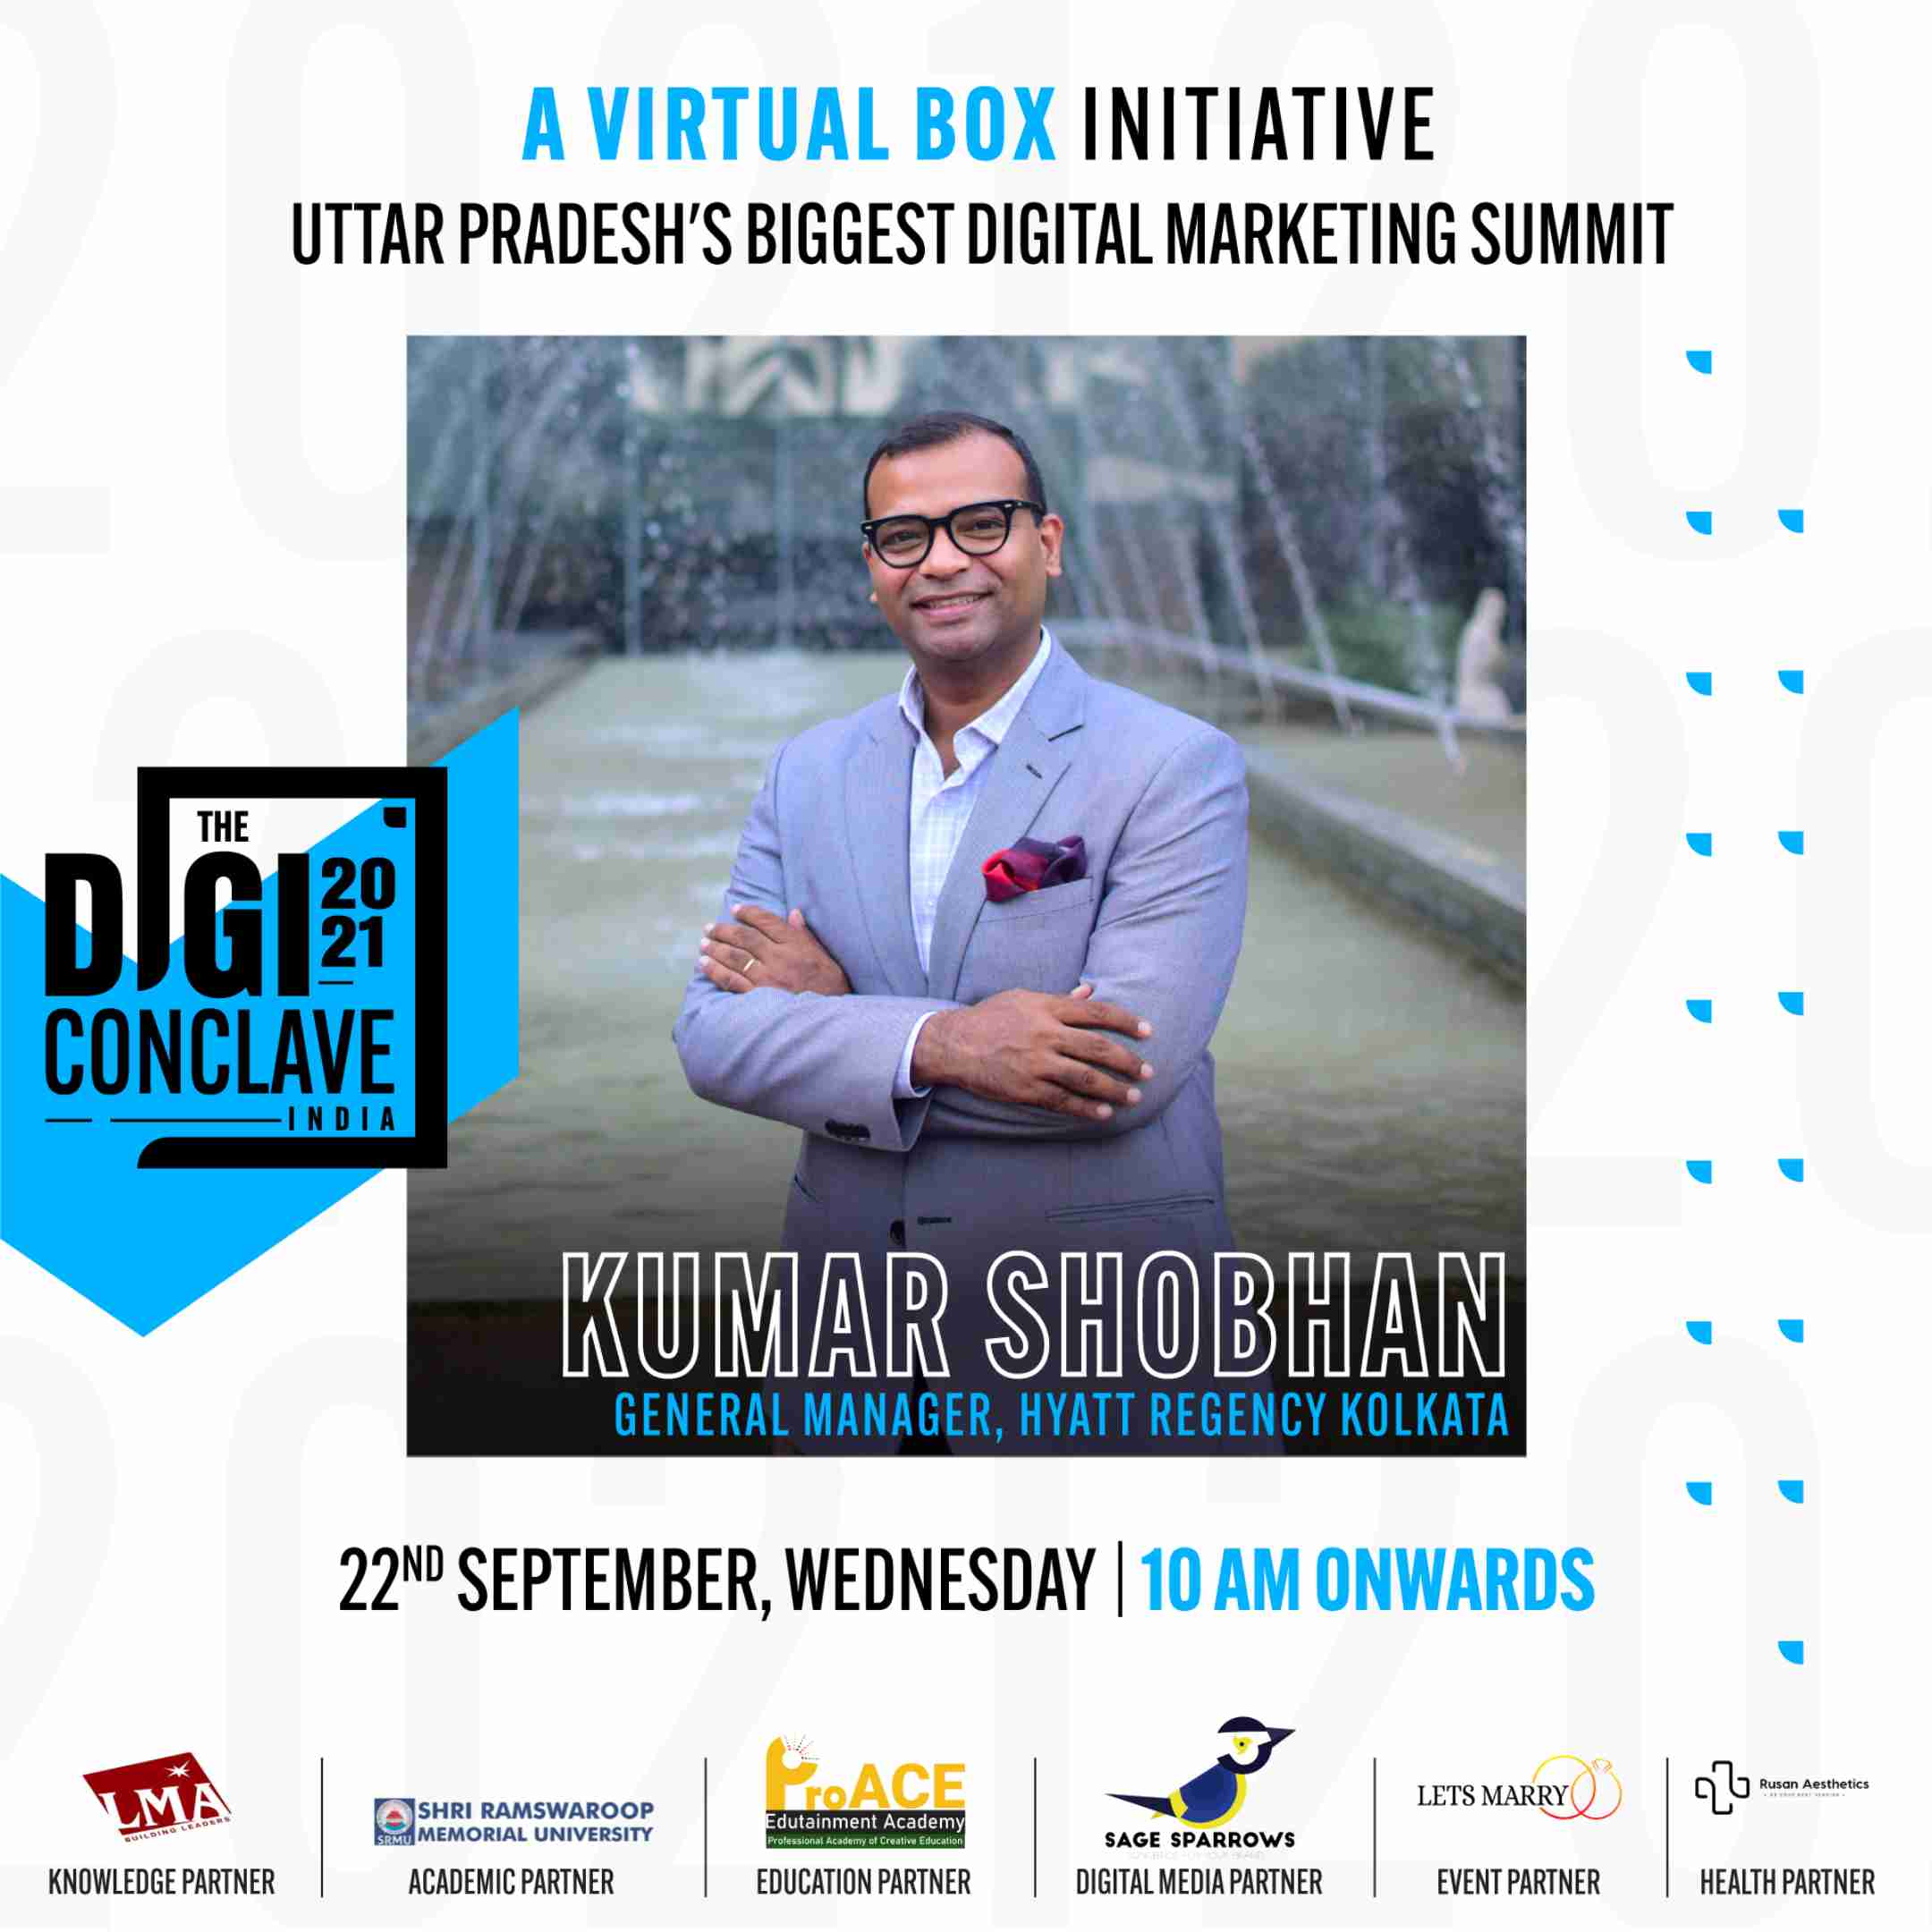 A VIRTUAL BOX INITIATIVE
UTTAR PRADESH'S BIGGEST DIGITAL MARKETING SUMMIT
THE
DIGI 20
21
CONCLAVE
INDIA
KUMAR SHOBHAN
GENERAL MANAGER, HYATT REGENCY KOLKATA
22ND SEPTEMBER, WEDNESDAY | 10 AM ONWARDS
LMA
BUILDING LEADERS
KNOWLEDGE PARTNER
SRMU
SHRI RAMSWAROOP
MEMORIAL UNIVERSITY
ACADEMIC PARTNER
ProACE
Edutainment Academy
Professional Academy of Creative Education
EDUCATION PARTNER
SAGE SPARROWS
DIGITAL MEDIA PARTNER
LETS MARRY
EVENT PARTNER
Rusan Aesthetics
HEALTH PARTNER